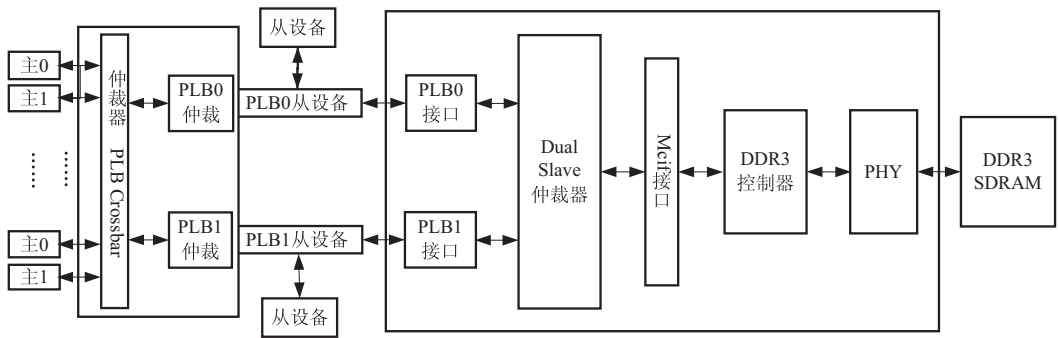 从设备
主0
主1
……
……
主0
主1
仲裁器 PLB Crossbar
PLB0
仲裁
PLB0从设备
PLB1
仲裁
PLB1从设备
从设备
PLB0
接口
PLB1
接口
Dual
Slave
仲裁器
Mcif接口
DDR3
控制器
PHY
DDR3
SDRAM